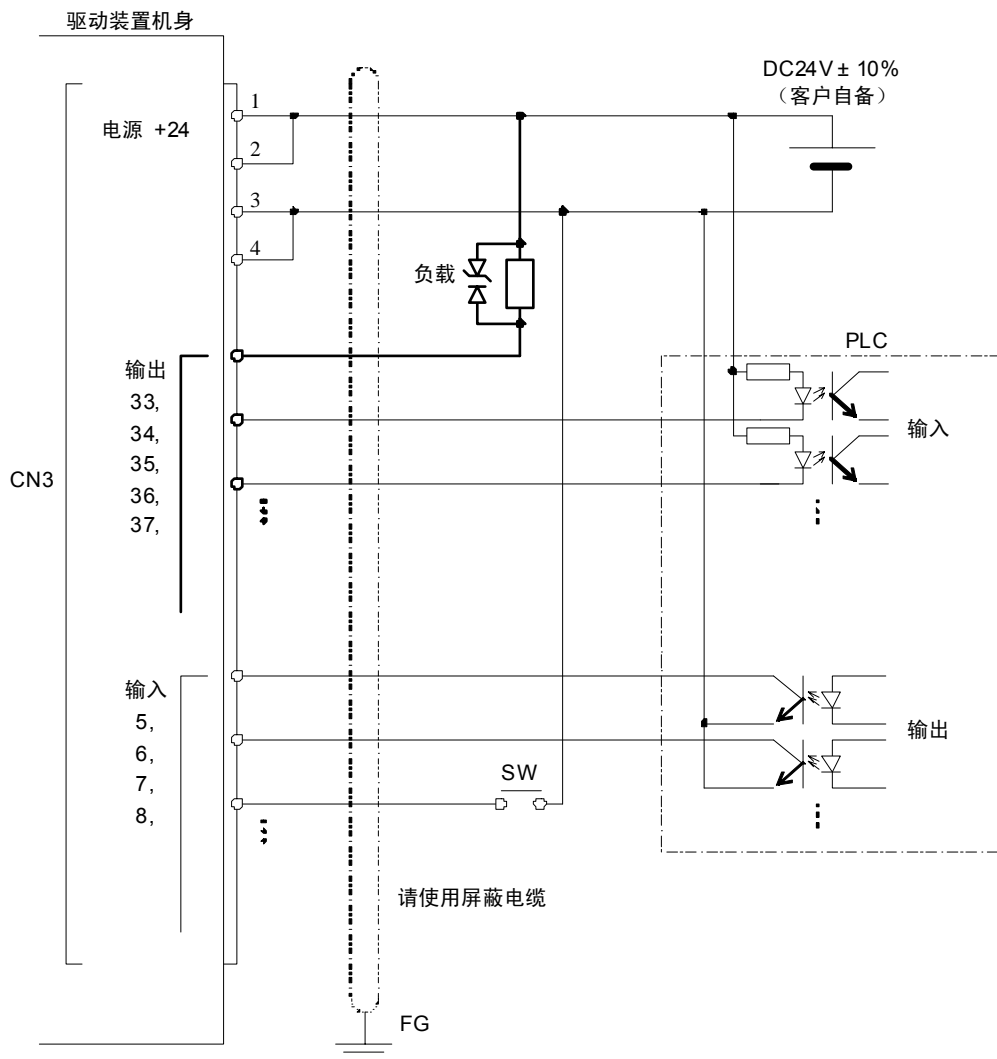 驱动装置机身
DC24V ± 10%
（客户自备）
1
电源 +24
2
3
4
负载
PLC
输出
33,
34,
35,
36,
37,
输入
CN3
输入
5,
6,
7,
8,
输出
SW
请使用屏蔽电缆
FG